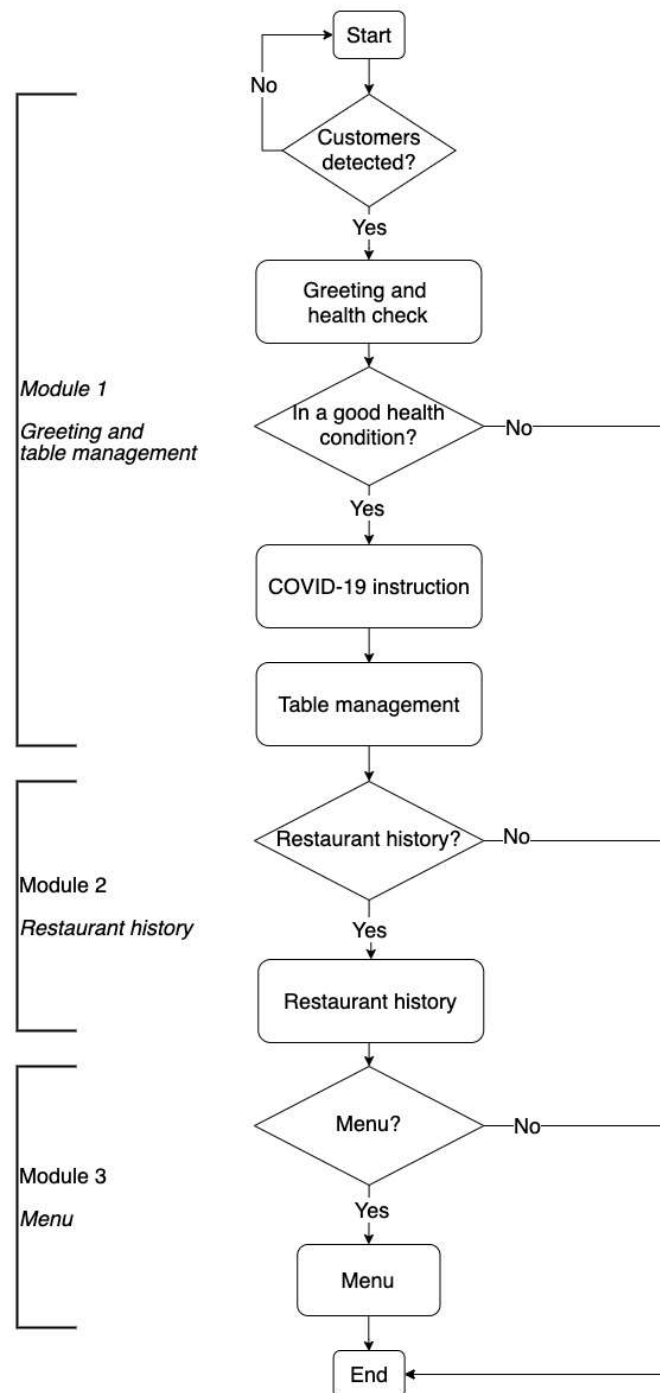 Start
No
Customers
detected?
Yes
Greeting and
health check
Module 1
Greeting and
table management
In a good health
condition?
No
Yes
COVID-19 instruction
Table management
Restaurant history?
No
Module 2
Restaurant history
Yes
Restaurant history
Menu?
No
Module 3
Menu
Yes
Menu
End